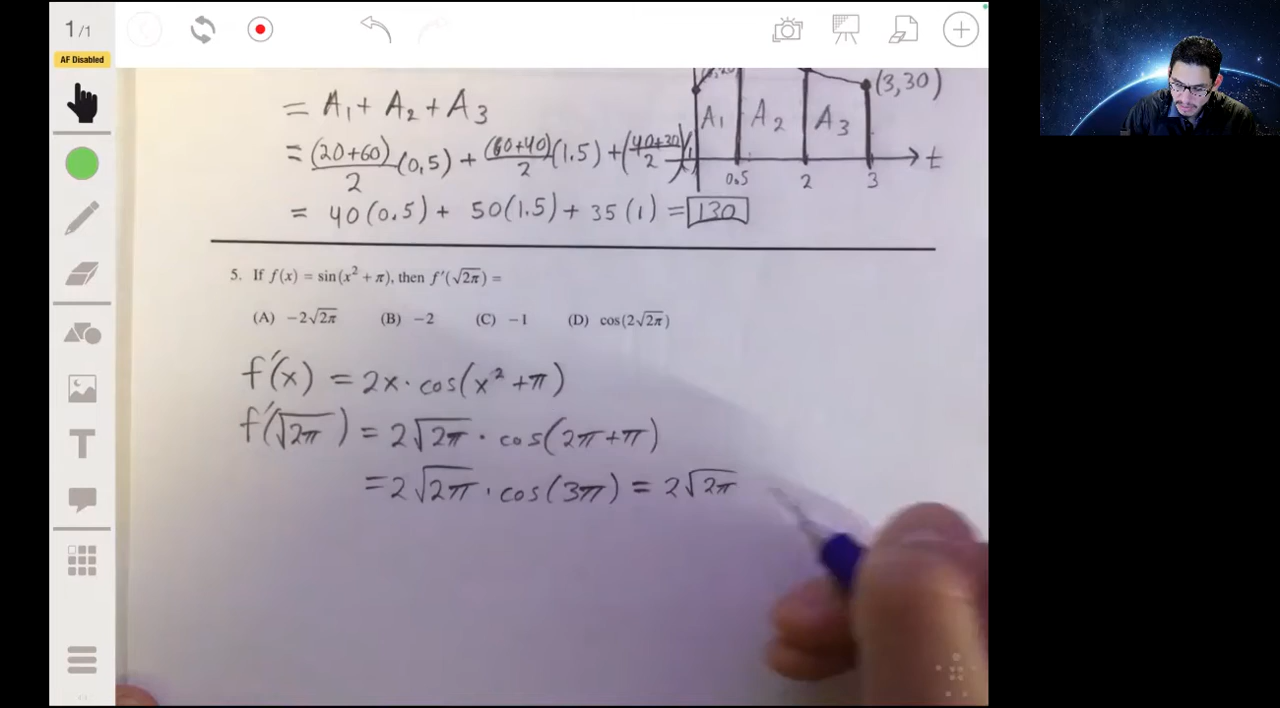 1/1
AF Disabled
T
(3,30)
= A₁ + A₂ + A₃
A₁ A₂ A₃
= (20+60)/2 (0,5) + (60+40)/2 (1.5) + (40+30)/2
t
0.5 2 3
= 40(0.5) + 50(1.5) + 35(1) = 130
5. If f(x) = sin(x² + π), then f′(√2π) =
(A) −2√2π (B) −2 (C) −1 (D) cos(2√2π)
f′(x) = 2x · cos(x² + π)
f′(√2π) = 2√2π · cos(2π + π)
= 2√2π · cos(3π) = 2√2π